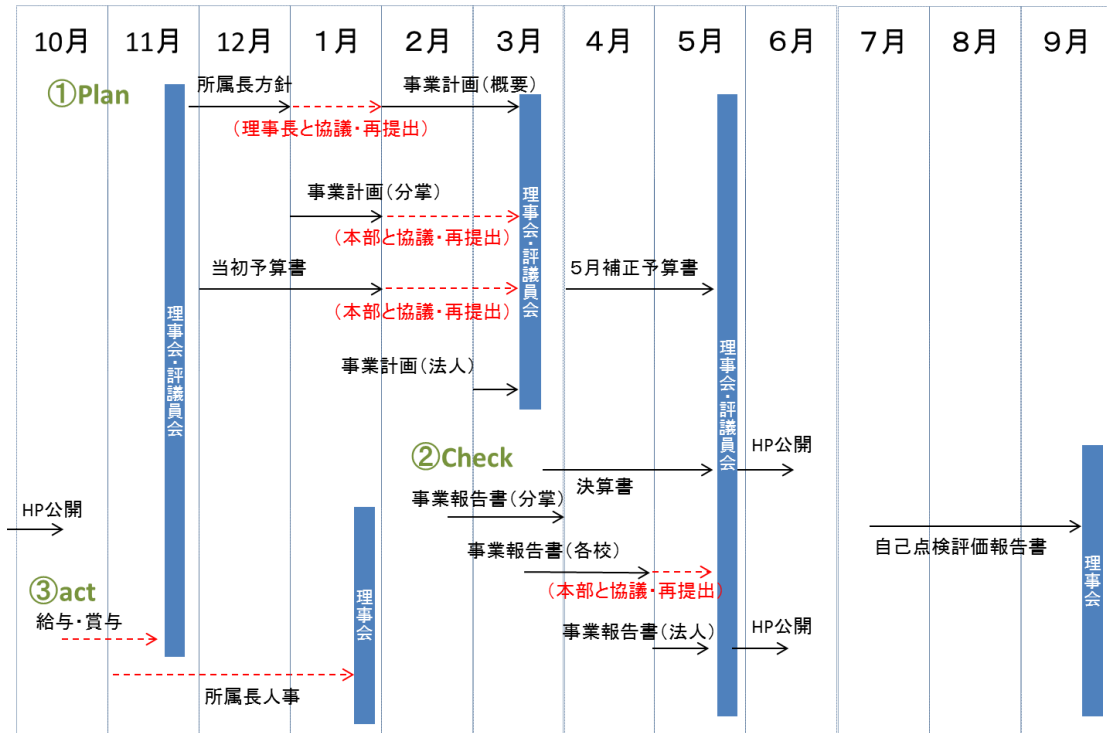 10月 11月 12月 1月 2月 3月 4月 5月 6月 7月 8月 9月
①Plan
所属長方針
事業計画(概要)
(理事長と協議・再提出)
事業計画(分掌)
(本部と協議・再提出)
当初予算書
(本部と協議・再提出)
5月補正予算書
事業計画(法人)
理事会・評議員会
理事会・評議員会
理事会・評議員会
②Check
決算書
HP公開
事業報告書(分掌)
HP公開
事業報告書(各校)
(本部と協議・再提出)
自己点検評価報告書
③act
給与・賞与
事業報告書(法人)
HP公開
所属長人事
理事会
理事会